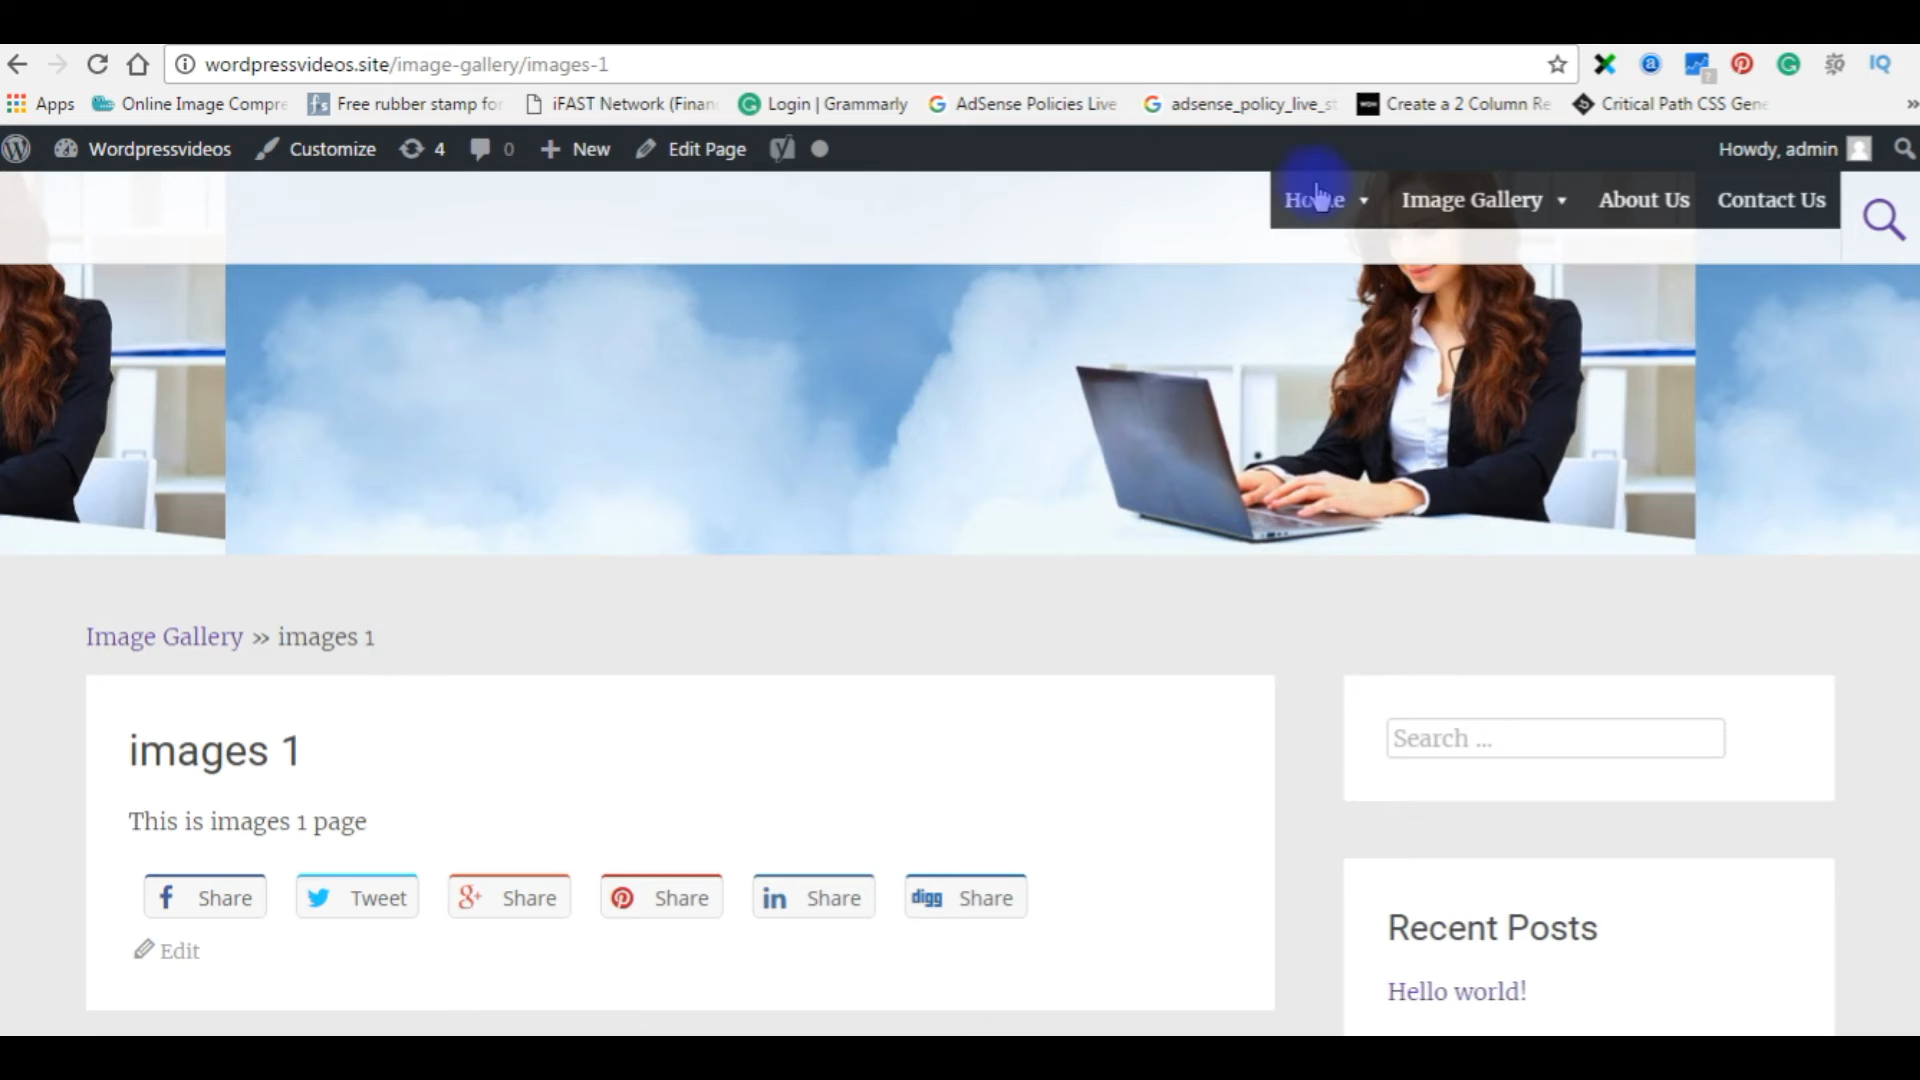 wordpressvideos.site/image-gallery/images-1
IQ
Apps Online Image Compre Free rubber stamp for iFAST Network (Finan Login | Grammarly AdSense Policies Live adsense_policy_live_st Create a 2 Column Re Critical Path CSS Gene »
Wordpressvideos Customize 4 0 + New Edit Page Howdy, admin
Home Image Gallery About Us Contact Us
Image Gallery » images 1
images 1
Search ...
This is images 1 page
Share Tweet Share Share Share digg Share
Edit
Recent Posts
Hello world!